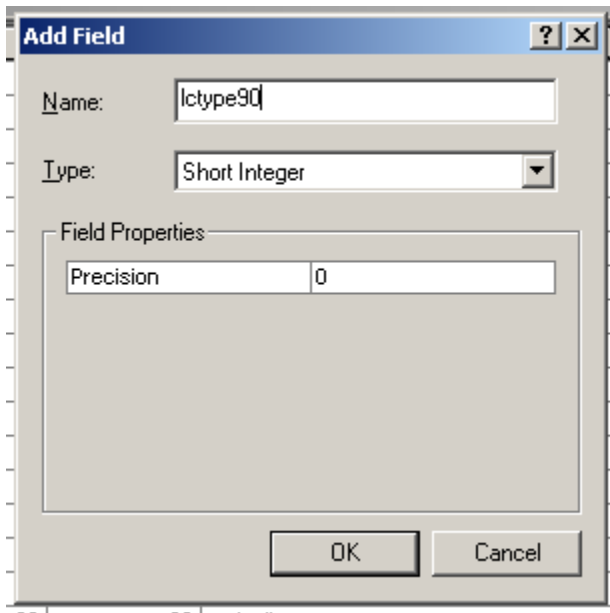 Add Field
Name: lctype90
Type: Short Integer
Field Properties
Precision 0
OK Cancel